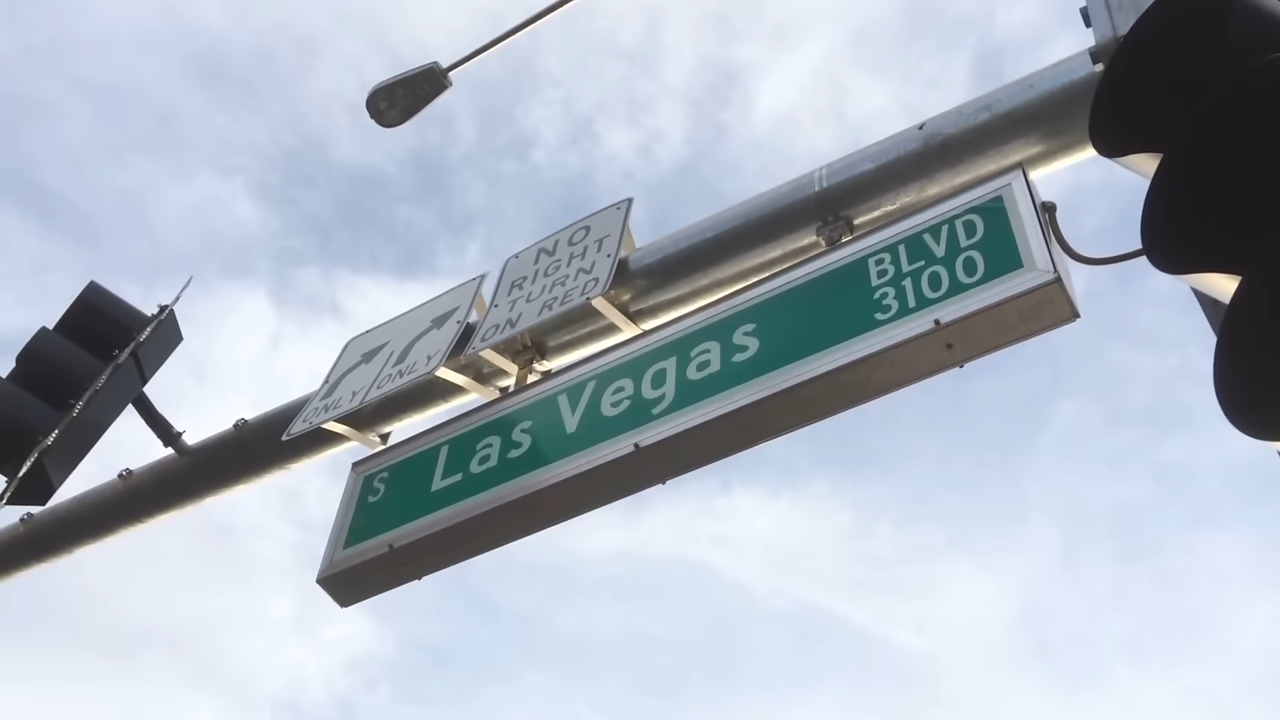 ONLY ONLY
NO
RIGHT
TURN
ON RED
S Las Vegas BLVD
3100